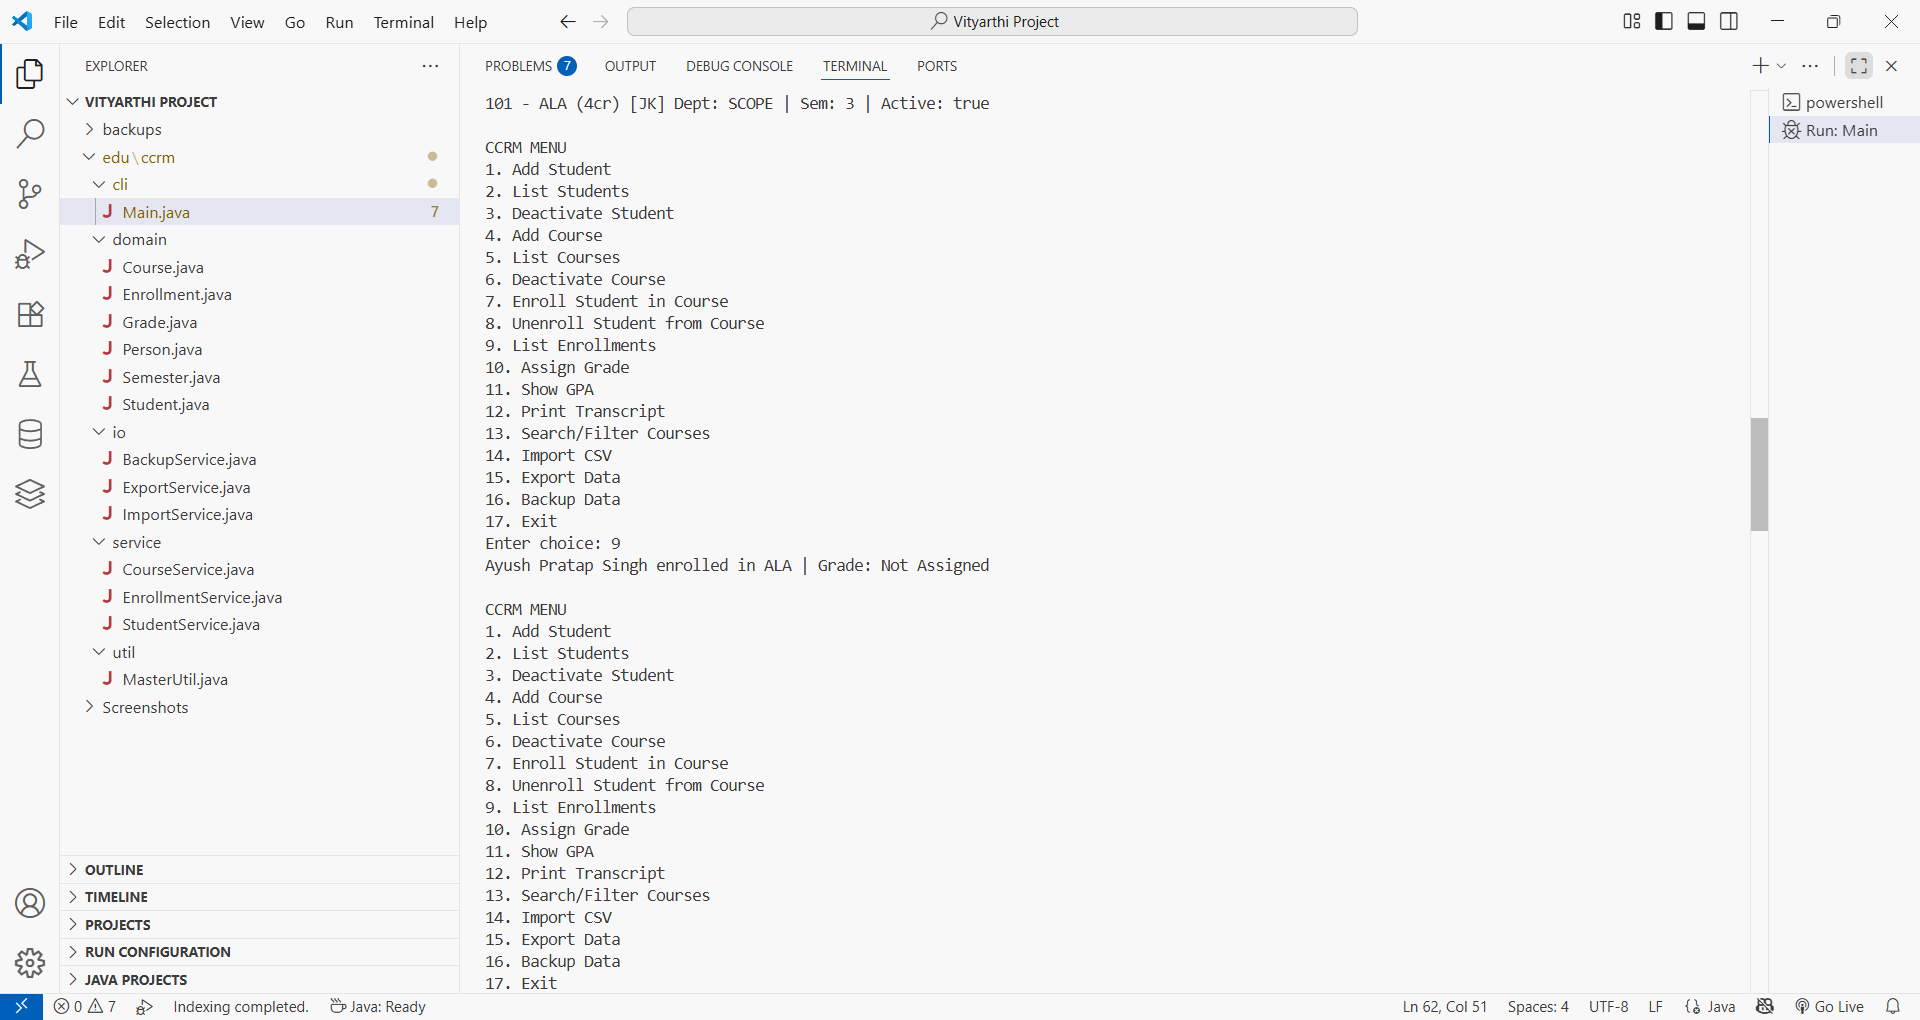 File Edit Selection View Go Run Terminal Help
Vityarthi Project
EXPLORER
VITYARTHI PROJECT
backups
edu\ccrm
cli
J Main.java 7
domain
J Course.java
J Enrollment.java
J Grade.java
J Person.java
J Semester.java
J Student.java
io
J BackupService.java
J ExportService.java
J ImportService.java
service
J CourseService.java
J EnrollmentService.java
J StudentService.java
util
J MasterUtil.java
Screenshots
OUTLINE
TIMELINE
PROJECTS
RUN CONFIGURATION
JAVA PROJECTS
PROBLEMS 7 OUTPUT DEBUG CONSOLE TERMINAL PORTS
101 - ALA (4cr) [JK] Dept: SCOPE | Sem: 3 | Active: true
CCRM MENU
1. Add Student
2. List Students
3. Deactivate Student
4. Add Course
5. List Courses
6. Deactivate Course
7. Enroll Student in Course
8. Unenroll Student from Course
9. List Enrollments
10. Assign Grade
11. Show GPA
12. Print Transcript
13. Search/Filter Courses
14. Import CSV
15. Export Data
16. Backup Data
17. Exit
Enter choice: 9
Ayush Pratap Singh enrolled in ALA | Grade: Not Assigned
CCRM MENU
1. Add Student
2. List Students
3. Deactivate Student
4. Add Course
5. List Courses
6. Deactivate Course
7. Enroll Student in Course
8. Unenroll Student from Course
9. List Enrollments
10. Assign Grade
11. Show GPA
12. Print Transcript
13. Search/Filter Courses
14. Import CSV
15. Export Data
16. Backup Data
17. Exit
powershell
Run: Main
0 7 Indexing completed. Java: Ready
Ln 62, Col 51 Spaces: 4 UTF-8 LF Java Go Live